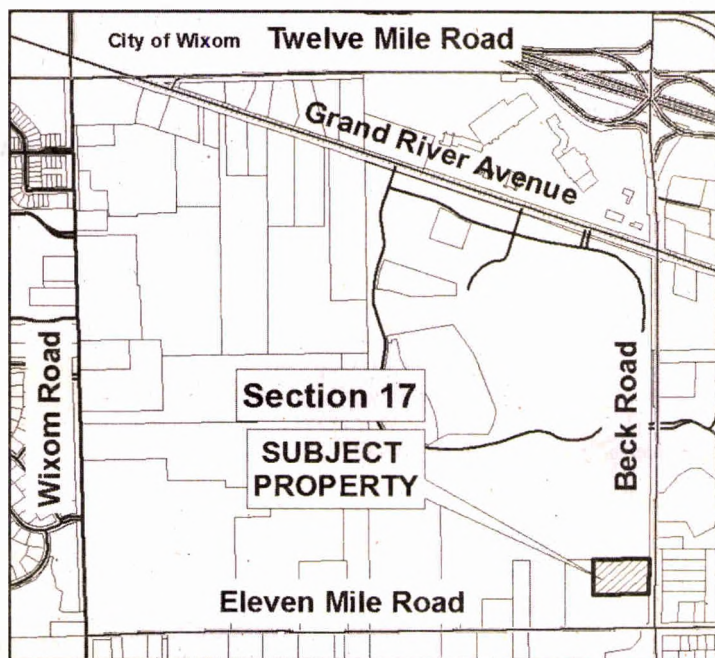 City of Wixom
Twelve Mile Road
Grand River Avenue
Wixom Road
Beck Road
Section 17
SUBJECT
PROPERTY
Eleven Mile Road